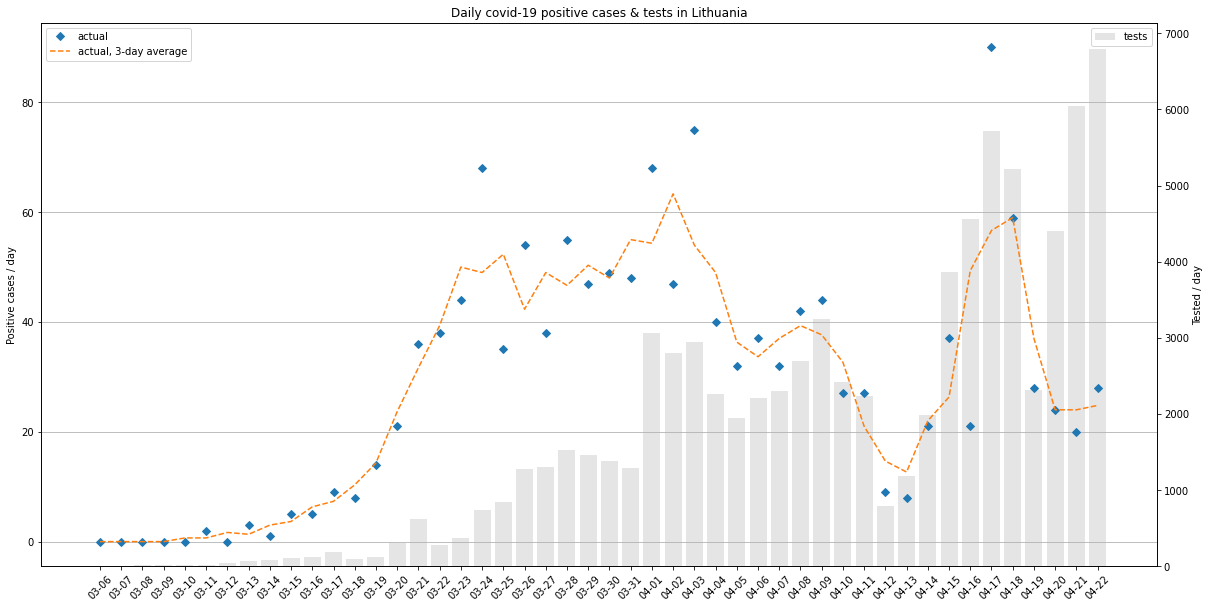 Daily covid-19 positive cases & tests in Lithuania
actual
actual, 3-day average
tests
Positive cases / day
80
60
40
20
0
7000
6000
5000
4000
3000
2000
1000
0
Tested / day
03-06 03-07 03-08 03-09 03-10 03-11 03-12 03-13 03-14 03-15 03-16 03-17 03-18 03-19 03-20 03-21 03-22 03-23 03-24 03-25 03-26 03-27 03-28 03-29 03-30 03-31 04-01 04-02 04-03 04-04 04-05 04-06 04-07 04-08 04-09 04-10 04-11 04-12 04-13 04-14 04-15 04-16 04-17 04-18 04-19 04-20 04-21 04-22